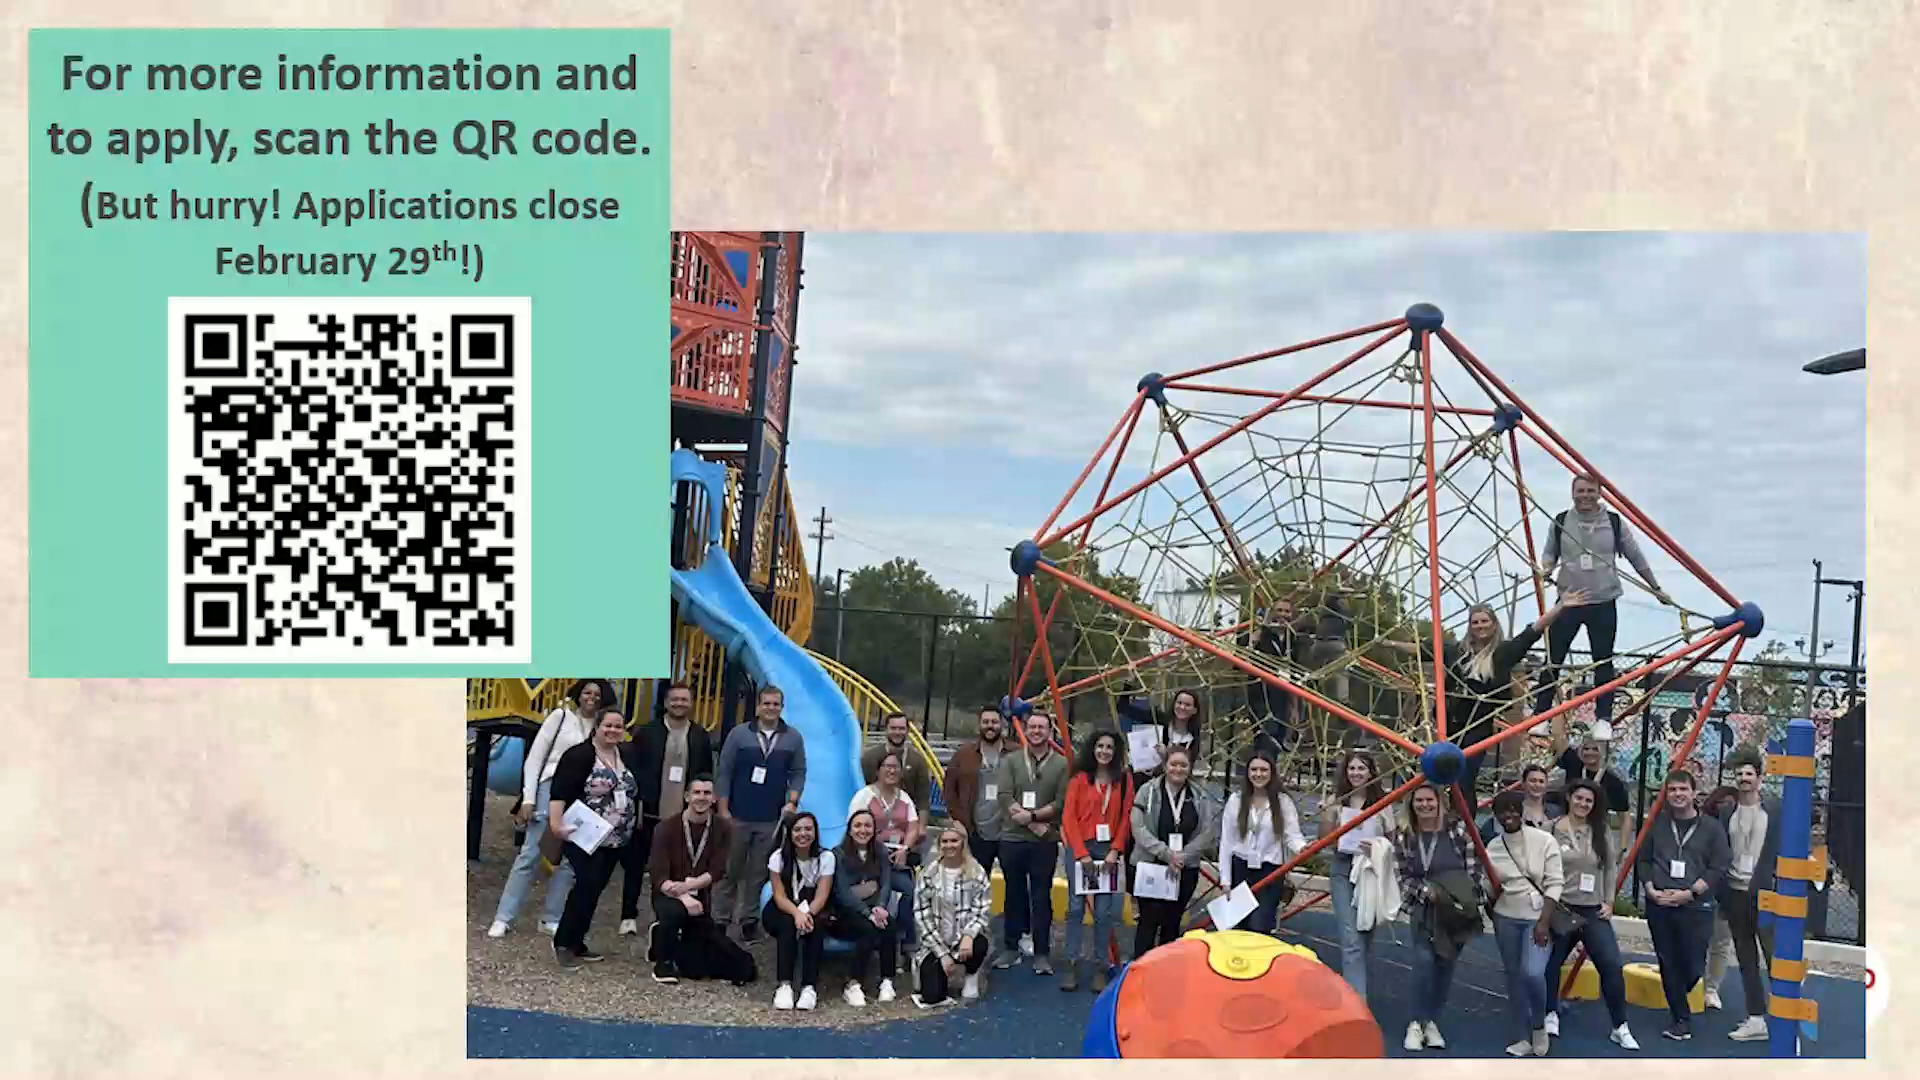 For more information and
to apply, scan the QR code.
(But hurry! Applications close
February 29th!)